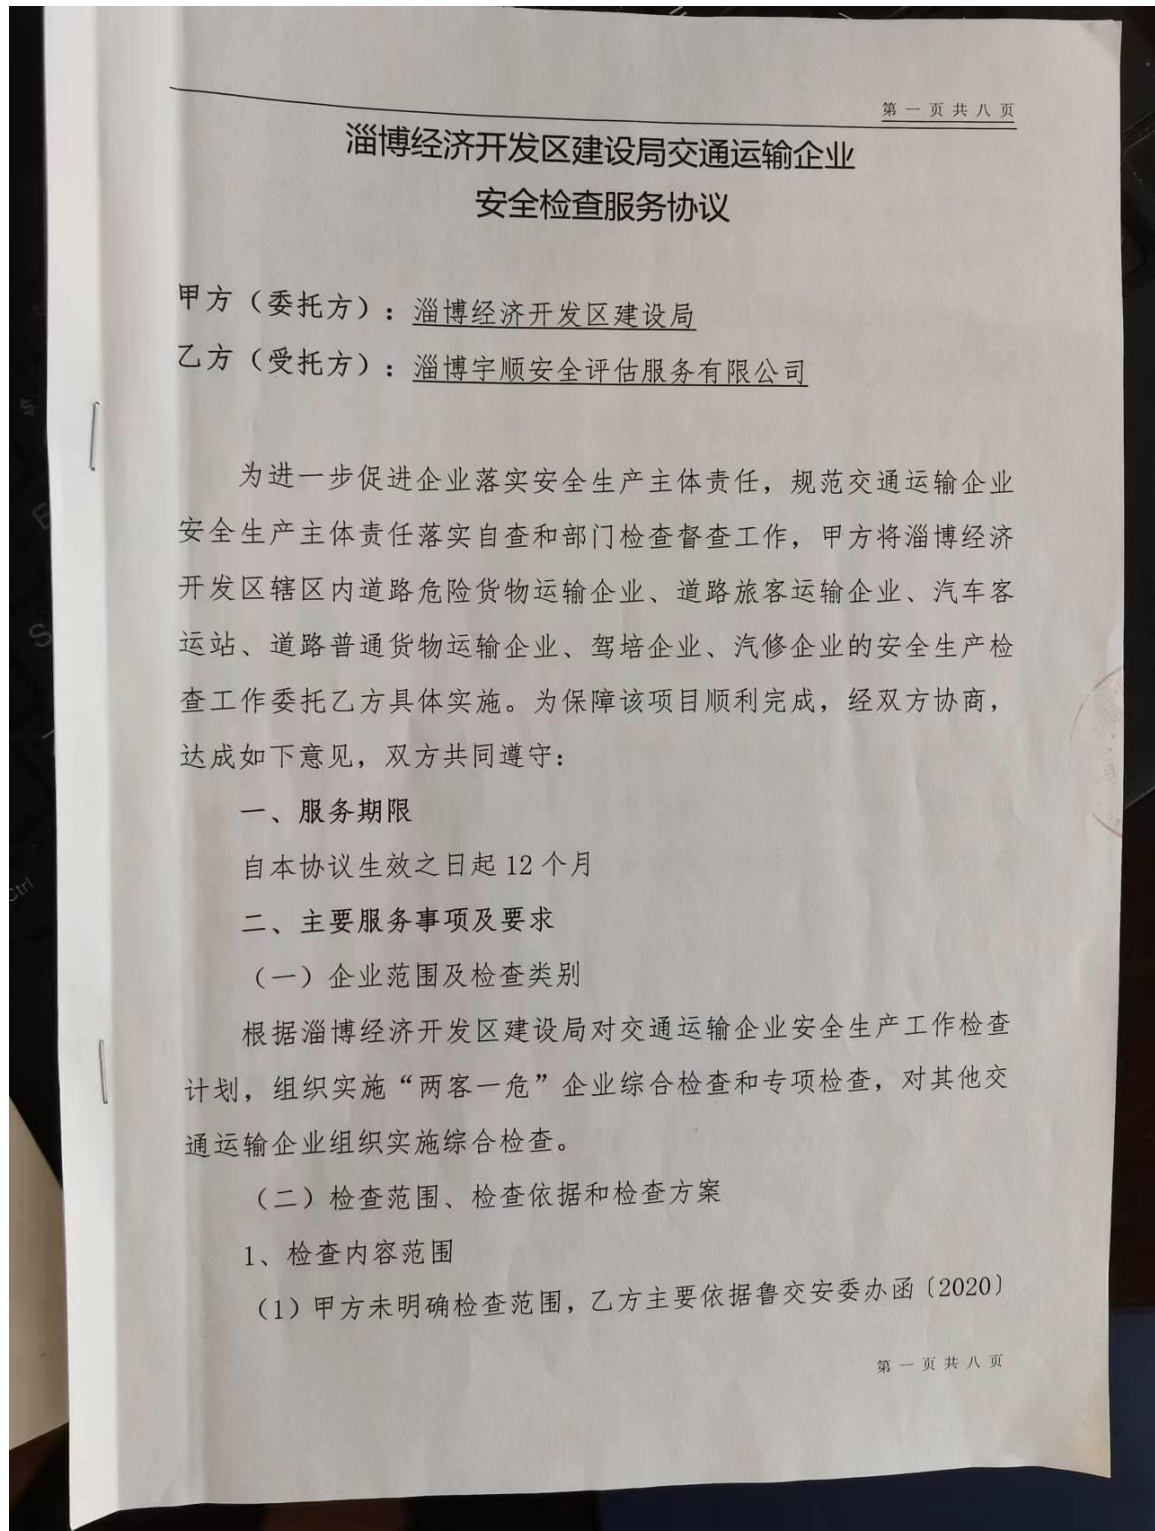 第一页共八页
淄博经济开发区建设局交通运输企业
安全检查服务协议
甲方（委托方）：淄博经济开发区建设局
乙方（受托方）：淄博宇顺安全评估服务有限公司
为进一步促进企业落实安全生产主体责任，规范交通运输企业
安全生产主体责任落实自查和部门检查督查工作，甲方将淄博经济
开发区辖区内道路危险货物运输企业、道路旅客运输企业、汽车客
运站、道路普通货物运输企业、驾培企业、汽修企业的安全生产检
查工作委托乙方具体实施。为保障该项目顺利完成，经双方协商，
达成如下意见，双方共同遵守：
一、服务期限
自本协议生效之日起12个月
二、主要服务事项及要求
（一）企业范围及检查类别
根据淄博经济开发区建设局对交通运输企业安全生产工作检查
计划，组织实施“两客一危”企业综合检查和专项检查，对其他交
通运输企业组织实施综合检查。
（二）检查范围、检查依据和检查方案
1、检查内容范围
（1）甲方未明确检查范围，乙方主要依据鲁交安委办函〔2020〕
第一页共八页
Ctrl